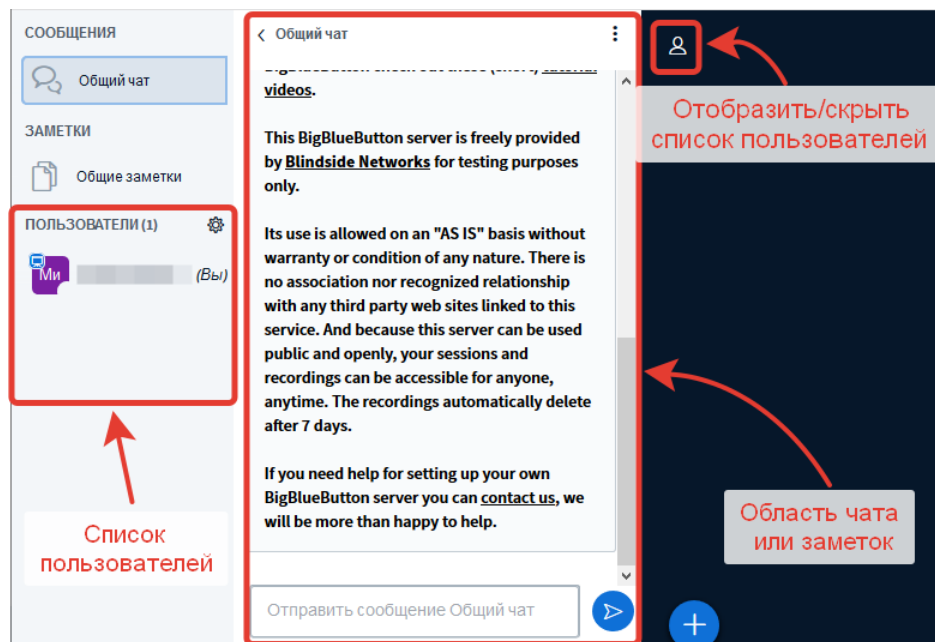 СООБЩЕНИЯ
Общий чат
ЗАМЕТКИ
Общие заметки
ПОЛЬЗОВАТЕЛИ (1)
Ми (Вы)
Список
пользователей
Общий чат
BigBlueButton check out these (short) tutorial
videos.
This BigBlueButton server is freely provided
by Blindside Networks for testing purposes
only.
Its use is allowed on an "AS IS" basis without
warranty or condition of any nature. There is
no association nor recognized relationship
with any third party web sites linked to this
service. And because this server can be used
public and openly, your sessions and
recordings can be accessible for anyone,
anytime. The recordings automatically delete
after 7 days.
If you need help for setting up your own
BigBlueButton server you can contact us, we
will be more than happy to help.
Отправить сообщение Общий чат
Отобразить/скрыть
список пользователей
Область чата
или заметок